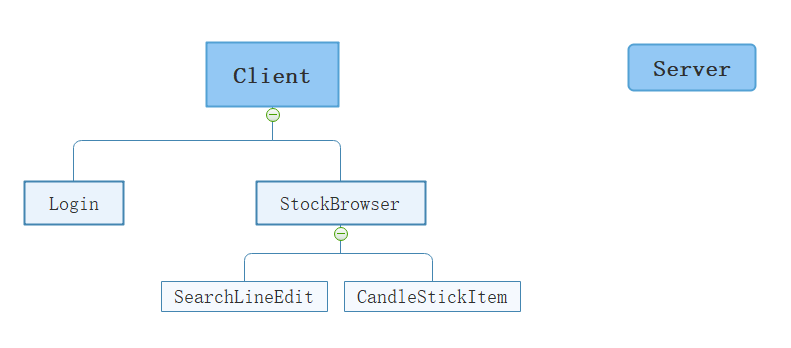 Client
Server
Login
StockBrowser
SearchLineEdit
CandleStickItem